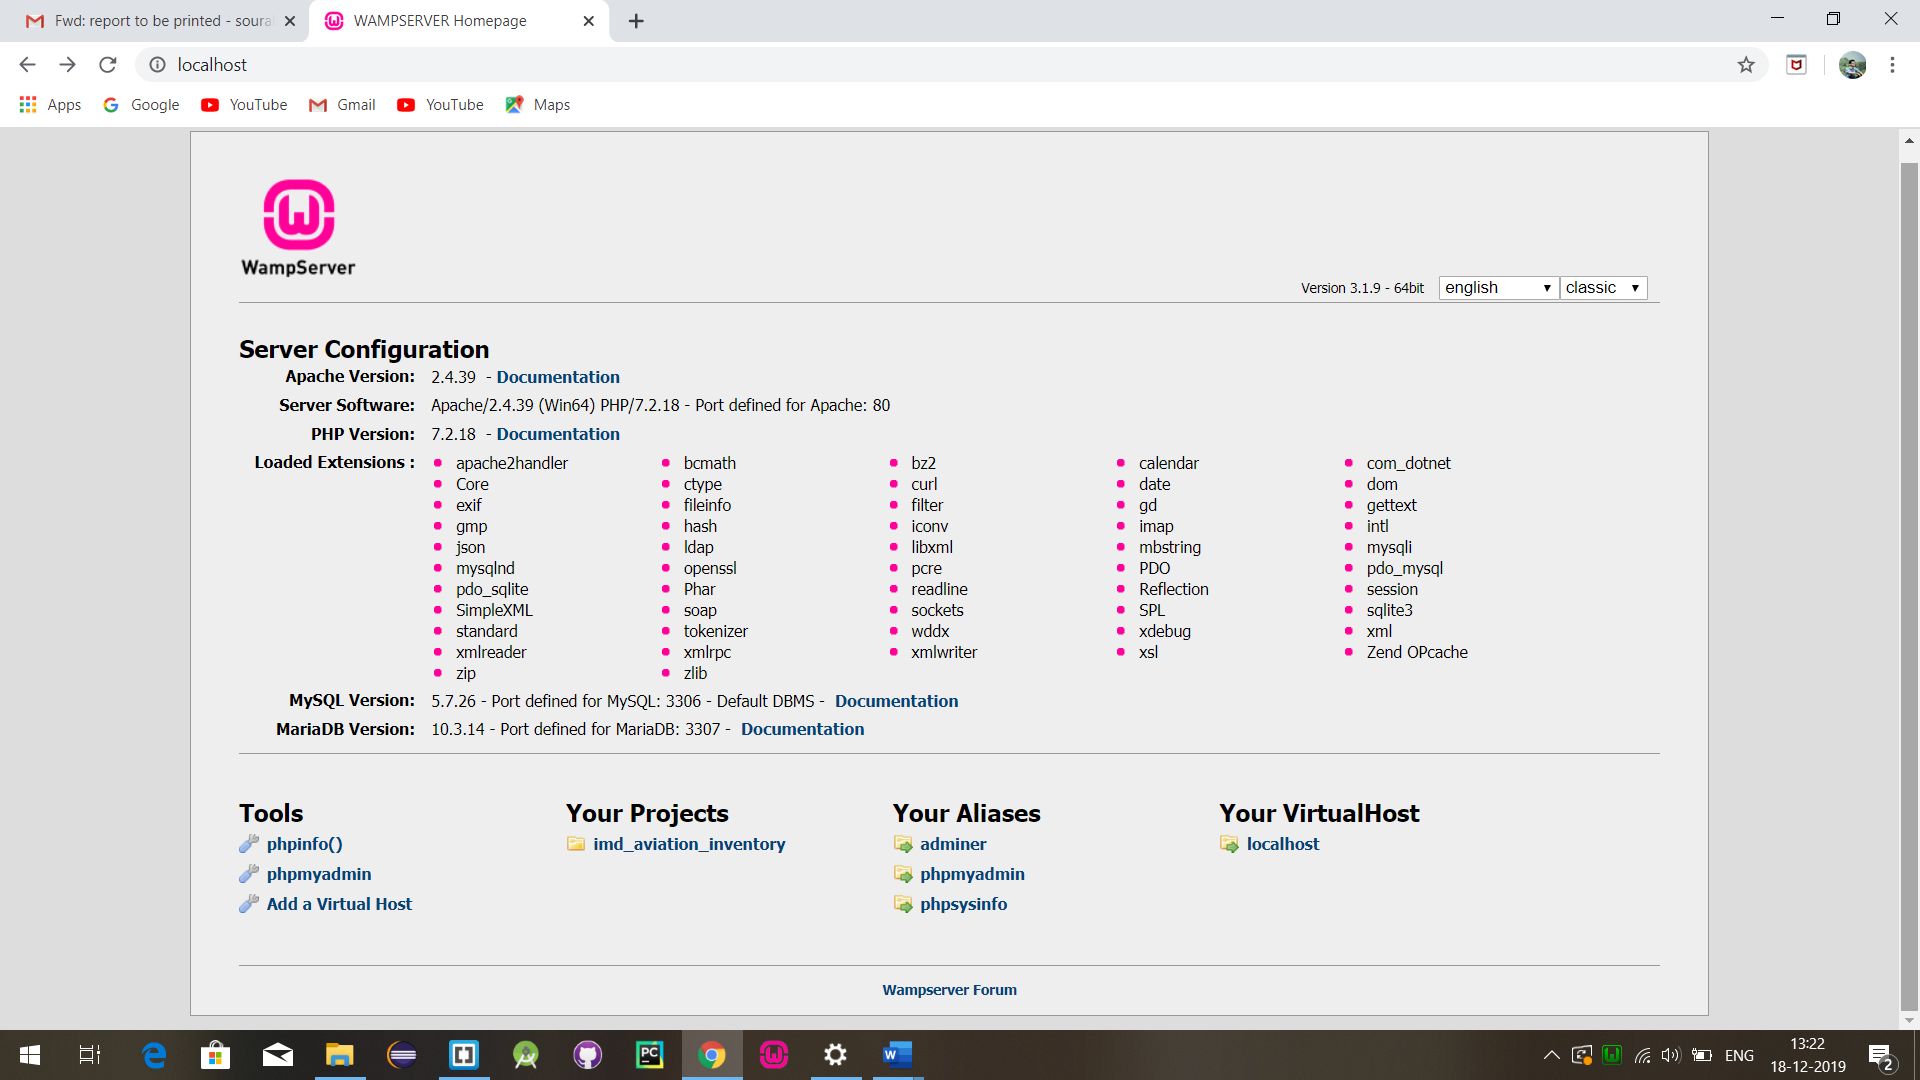 Fwd: report to be printed - soura
WAMPSERVER Homepage
localhost
Apps Google YouTube Gmail YouTube Maps
WampServer
Version 3.1.9 - 64bit english classic
Server Configuration
Apache Version: 2.4.39 - Documentation
Server Software: Apache/2.4.39 (Win64) PHP/7.2.18 - Port defined for Apache: 80
PHP Version: 7.2.18 - Documentation
Loaded Extensions : apache2handler bcmath bz2 calendar com_dotnet
Core ctype curl date dom
exif fileinfo filter gd gettext
gmp hash iconv imap intl
json ldap libxml mbstring mysqli
mysqlnd openssl pcre PDO pdo_mysql
pdo_sqlite Phar readline Reflection session
SimpleXML soap sockets SPL sqlite3
standard tokenizer wddx xdebug xml
xmlreader xmlrpc xmlwriter xsl Zend OPcache
zip zlib
MySQL Version: 5.7.26 - Port defined for MySQL: 3306 - Default DBMS - Documentation
MariaDB Version: 10.3.14 - Port defined for MariaDB: 3307 - Documentation
Tools Your Projects Your Aliases Your VirtualHost
phpinfo() imd_aviation_inventory adminer localhost
phpmyadmin phpmyadmin
Add a Virtual Host phpsysinfo
Wampserver Forum
PC
W
ENG
13:22
18-12-2019
2